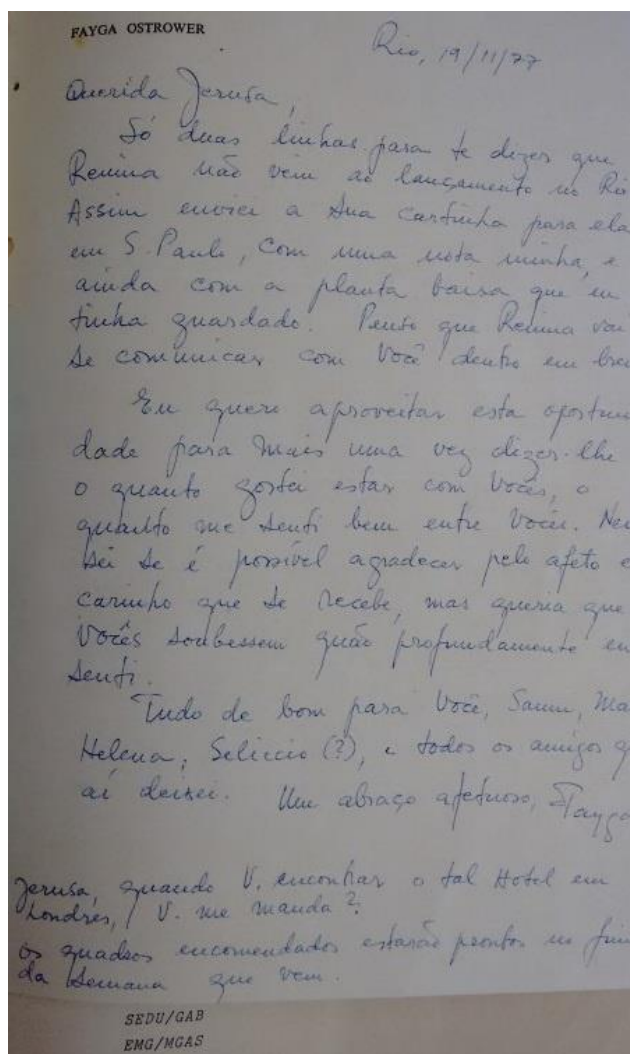 FAYGA OSTROWER
Rio, 19/11/77
Querida Jerusa,
Só duas linhas para te dizer que
Renina não vem ao lançamento no Rio
Assim enviei a sua cartinha para ela
em S. Paulo, com uma nota minha, e
ainda com a planta baixa que eu
tinha guardado. Penso que Renina vai
se comunicar com você dentro em bre
Eu quero aproveitar esta oportuni
dade para mais uma vez dizer-lhe
o quanto gostei estar com vocês, o
quanto me senti bem entre vocês. Nem
sei se é possível agradecer pelo afeto e
carinho que se recebe, mas queria que
vocês soubessem quão profundamente eu
senti.
Tudo de bom para você, Ma
Helena, (?), e todos os amigos q
aí deixei. Um abraço afetuoso, Fayga
Jerusa, quando V. encontrar o tal Hotel em
Londres, V. me manda?
Os quadros encomendados estarão prontos no fim
da semana que vem.
SEDU/GAB
EMG/MGAS